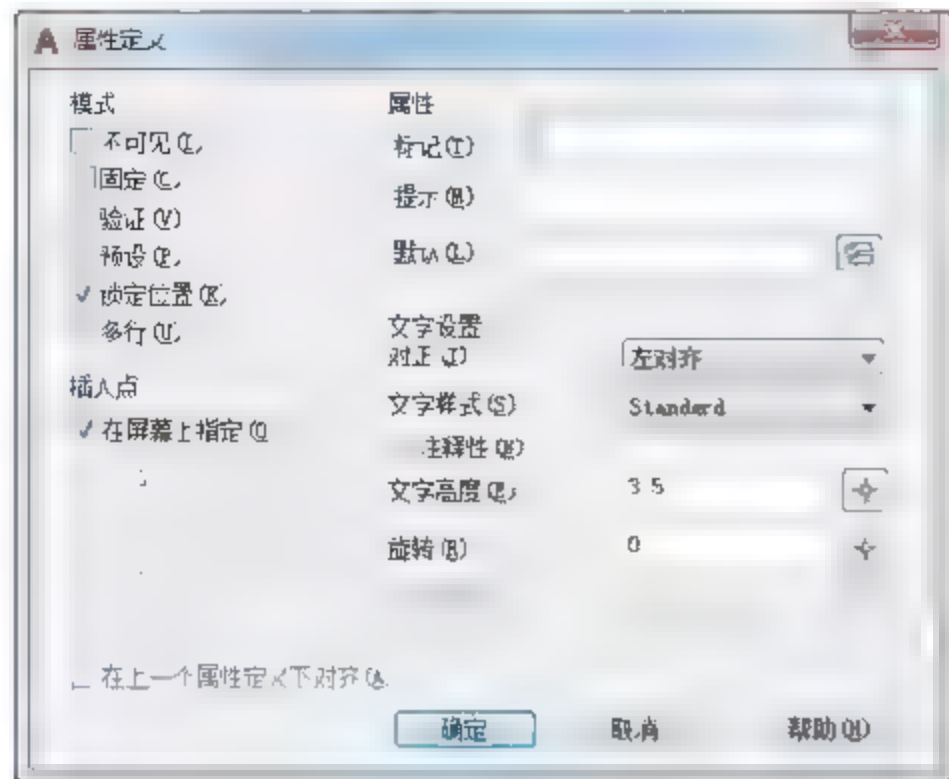 属性定义
模式
不可见(I)
固定(C)
验证(V)
预设(P)
锁定位置(K)
多行(U)
插入点
在屏幕上指定(O)
属性
标记(T)
提示(M)
默认(L)
文字设置
对正(J)
左对齐
文字样式(S)
Standard
注释性(N)
文字高度(E)
3.5
旋转(R)
0
在上一个属性定义下对齐(A)
确定
取消
帮助(H)